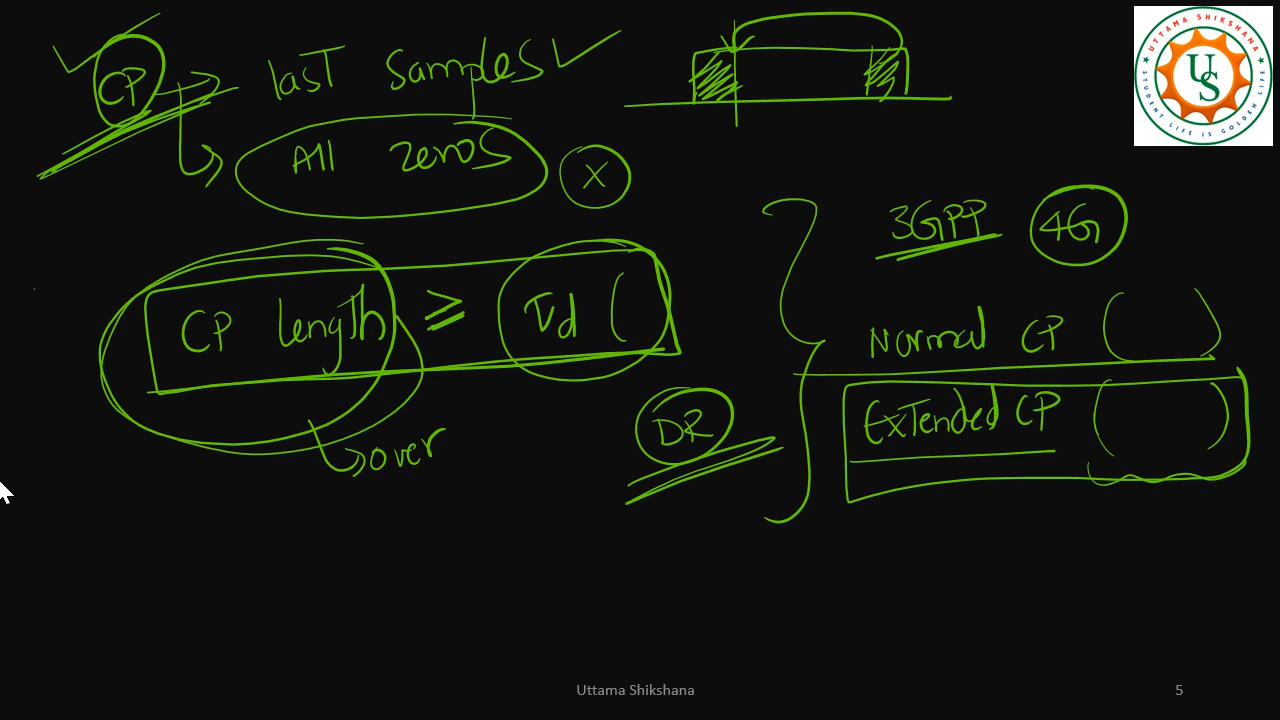 CP → last samples ✓
All zeros X
CP length ≥ Td (
over
DR
3GPP 4G
Normal CP ( )
Extended CP ( )
UTTAMA SHIKSHANA
US
STUDENT LIFE IS GOLDEN LIFE
Uttama Shikshana
5